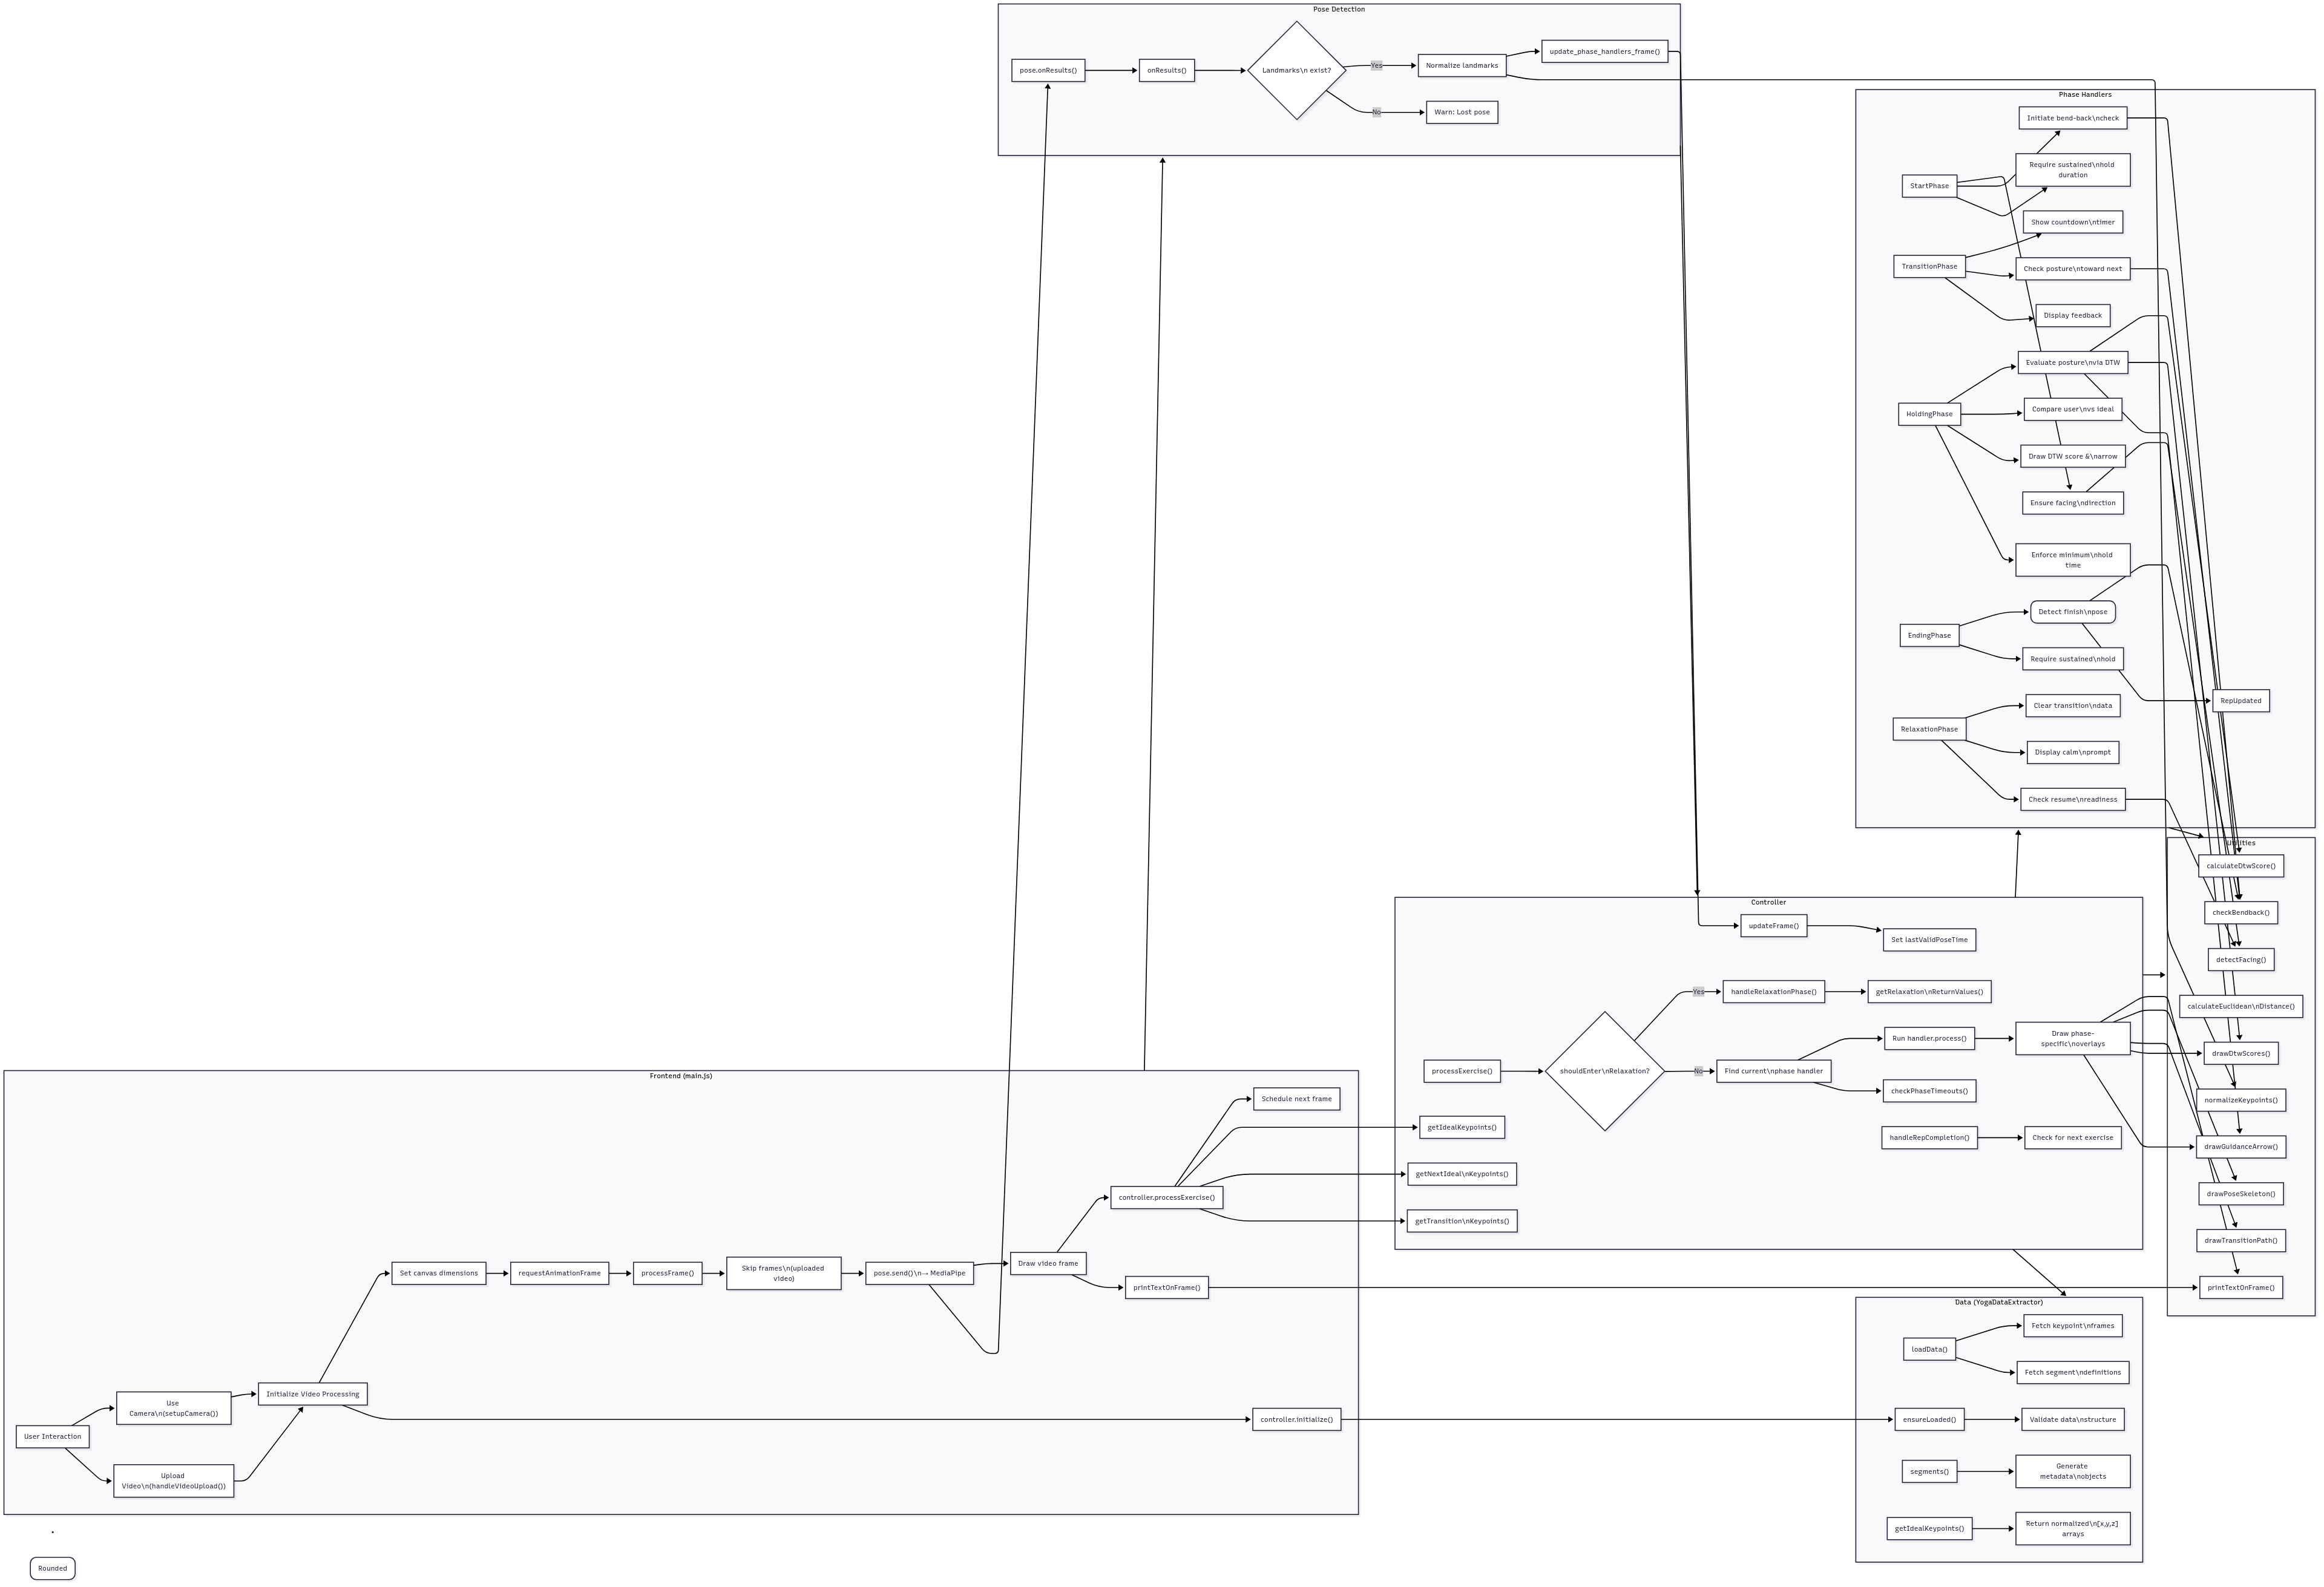 Pose Detection
pose.onResults()
onResults()
Landmarks\n exist?
Yes
No
Normalize landmarks
update_phase_handlers_frame()
Warn: Lost pose
Phase Handlers
Initiate bend-back\ncheck
Require sustained\nhold
duration
StartPhase
Show countdown\ntimer
TransitionPhase
Check posture\ntoward next
Display feedback
Evaluate posture\nvia DTW
HoldingPhase
Compare user\nvs ideal
Draw DTW score &\narrow
Ensure facing\ndirection
Enforce minimum\nhold
time
Detect finish\npose
EndingPhase
Require sustained\nhold
RepUpdated
Clear transition\ndata
RelaxationPhase
Display calm\nprompt
Check resume\nreadiness
Utilities
calculateDtwScore()
checkBendback()
detectFacing()
calculateEuclidean\nDistance()
drawDtwScores()
normalizeKeypoints()
drawGuidanceArrow()
drawPoseSkeleton()
drawTransitionPath()
printTextOnFrame()
Controller
updateFrame()
Set lastValidPoseTime
Yes
handleRelaxationPhase()
getRelaxation\nReturnValues()
processExercise()
shouldEnter\nRelaxation?
No
Find current\nphase handler
Run handler.process()
Draw phase-
specific\noverlays
checkPhaseTimeouts()
getIdealKeypoints()
handleRepCompletion()
Check for next exercise
getNextIdeal\nKeypoints()
getTransition\nKeypoints()
Frontend (main.js)
Schedule next frame
controller.processExercise()
Set canvas dimensions
requestAnimationFrame
processFrame()
Skip frames\n(uploaded
video)
pose.send()\n→ MediaPipe
Draw video frame
printTextOnFrame()
Initialize Video Processing
Use
Camera\n(setupCamera())
User Interaction
Upload
Video\n(handleVideoUpload())
controller.initialize()
Data (YogaDataExtractor)
Fetch keypoint\nframes
loadData()
Fetch segment\ndefinitions
ensureLoaded()
Validate data\nstructure
segments()
Generate
metadata\nobjects
getIdealKeypoints()
Return normalized\n[x,y,z]
arrays
Rounded